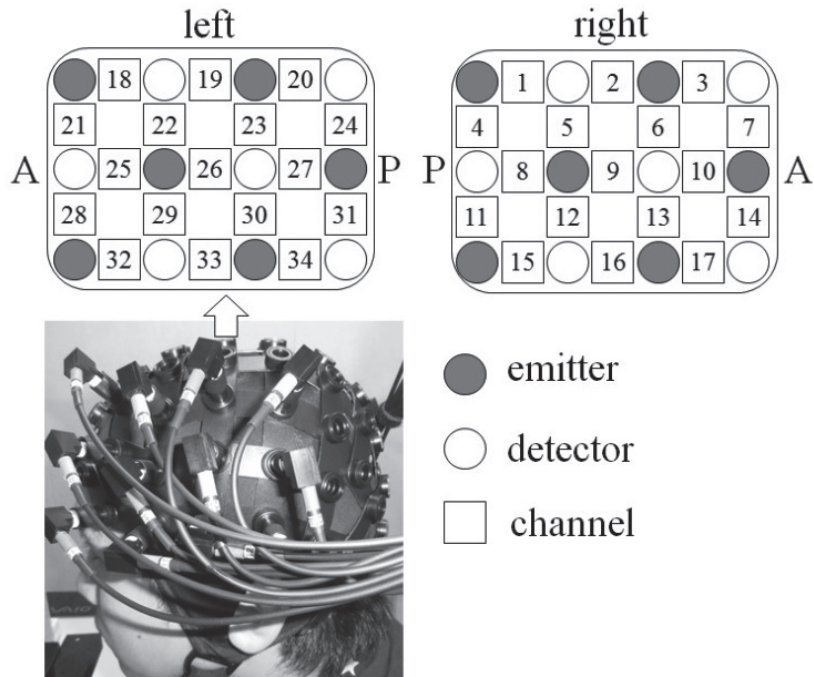 left right
18 19 20 1 2 3
21 22 23 24 4 5 6 7
A 25 26 27 P P 8 9 10 A
28 29 30 31 11 12 13 14
32 33 34 15 16 17
emitter
detector
channel
VAIO